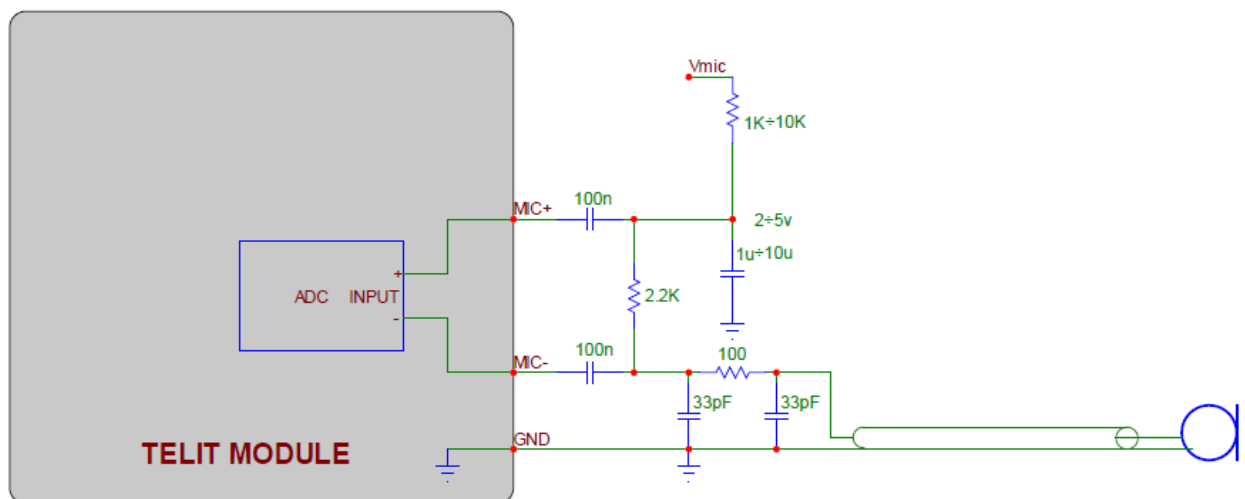 Vmic
1K÷10K
MIC+
100n
2÷5v
1u÷10u
+
ADC INPUT
-
2.2K
MIC-
100n
100
33pF
33pF
GND
TELIT MODULE